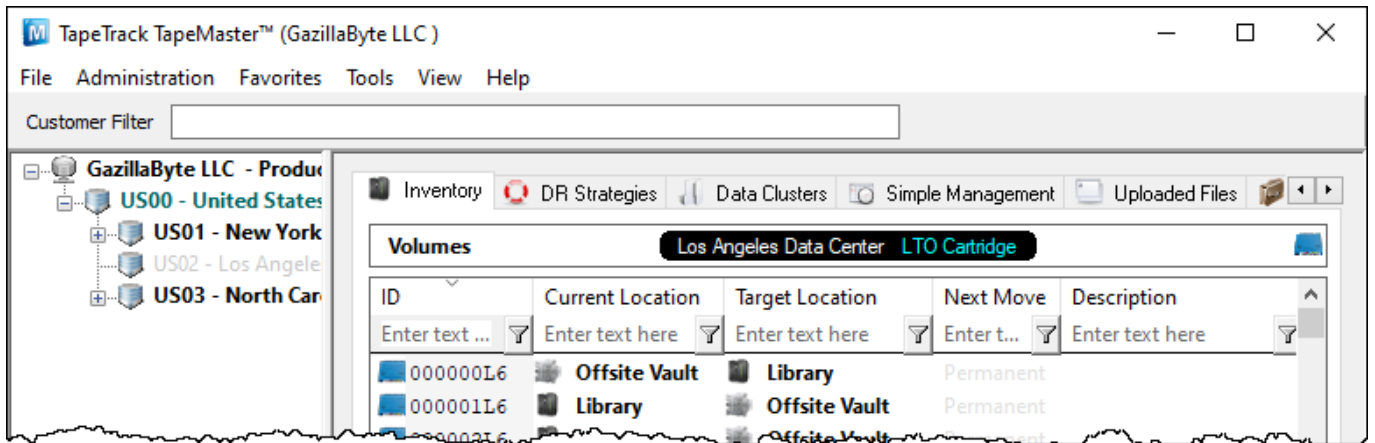 TapeTrack TapeMaster™ (GazillaByte LLC )
File Administration Favorites Tools View Help
Customer Filter
GazillaByte LLC - Produc
US00 - United States
US01 - New York
US02 - Los Angele
US03 - North Car
Inventory DR Strategies Data Clusters Simple Management Uploaded Files
Volumes Los Angeles Data Center LTO Cartridge
ID Current Location Target Location Next Move Description
Enter text ... Enter text here Enter text here Enter t... Enter text here
000000L6 Offsite Vault Library Permanent
000001L6 Library Offsite Vault Permanent
Offsite Vault